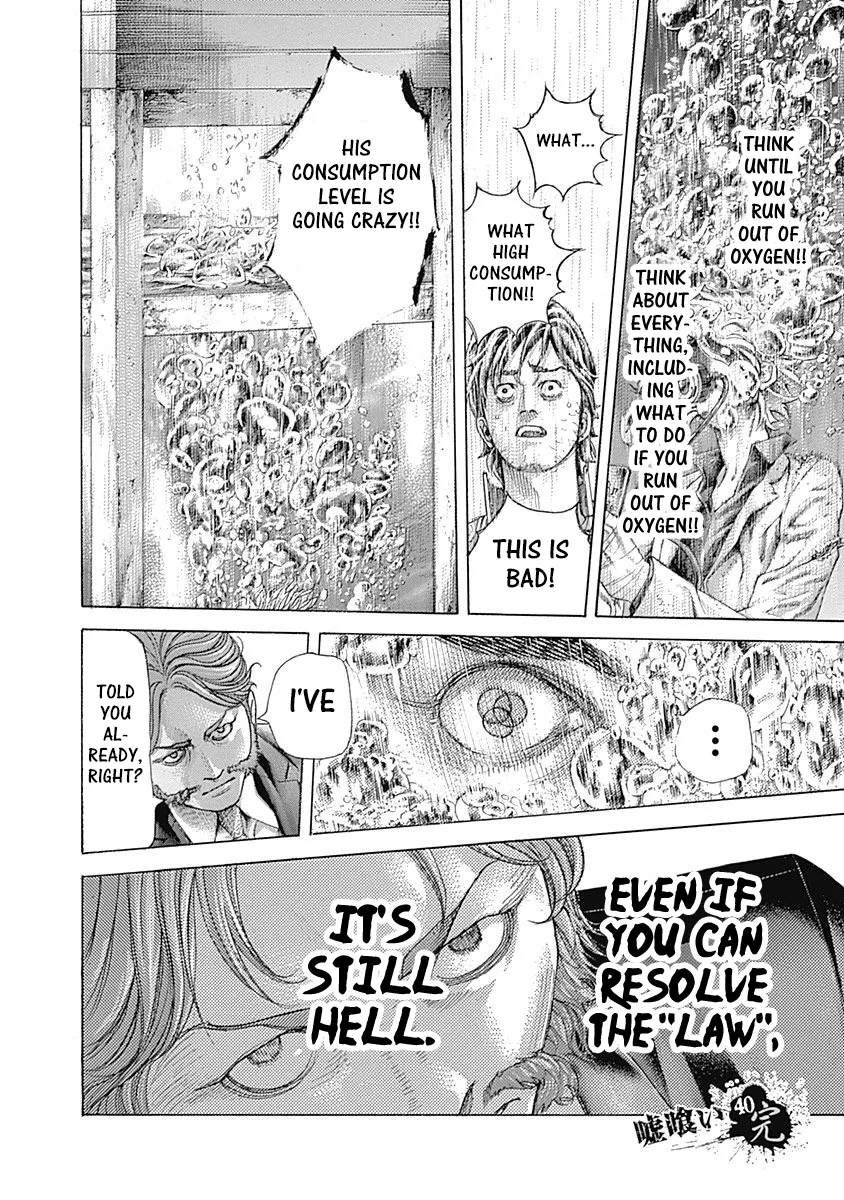 THINK
UNTIL
YOU
RUN
OUT OF
OXYGEN!!
THINK
ABOUT
EVERY-
THING,
INCLUD-
ING
WHAT
TO DO
IF YOU
RUN
OUT OF
OXYGEN!!
WHAT...
WHAT
HIGH
CONSUMP-
TION!!
THIS IS
BAD!
HIS
CONSUMPTION
LEVEL IS
GOING CRAZY!!
...
I'VE
TOLD
YOU
AL-
READY,
RIGHT?
EVEN IF
YOU CAN
RESOLVE
THE "LAW",
IT'S
STILL
HELL.
嘘喰い 40 完